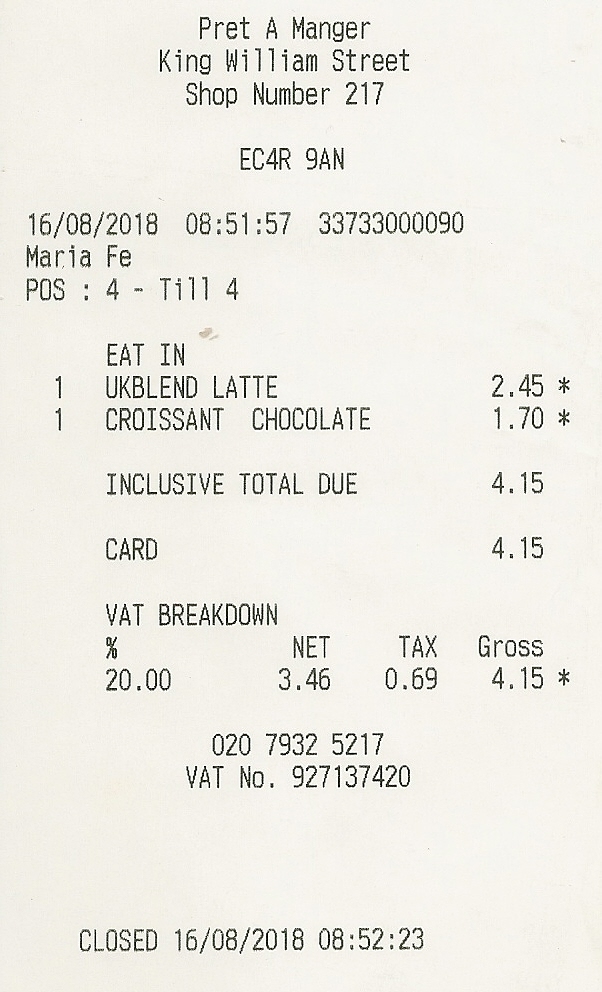 Pret A Manger
King William Street
Shop Number 217
EC4R 9AN
16/08/2018 08:51:57 33733000090
Maria Fe
POS : 4 - Till 4
EAT IN
1 UKBLEND LATTE 2.45 *
1 CROISSANT CHOCOLATE 1.70 *
INCLUSIVE TOTAL DUE 4.15
CARD 4.15
VAT BREAKDOWN
% NET TAX Gross
20.00 3.46 0.69 4.15 *
020 7932 5217
VAT No. 927137420
CLOSED 16/08/2018 08:52:23